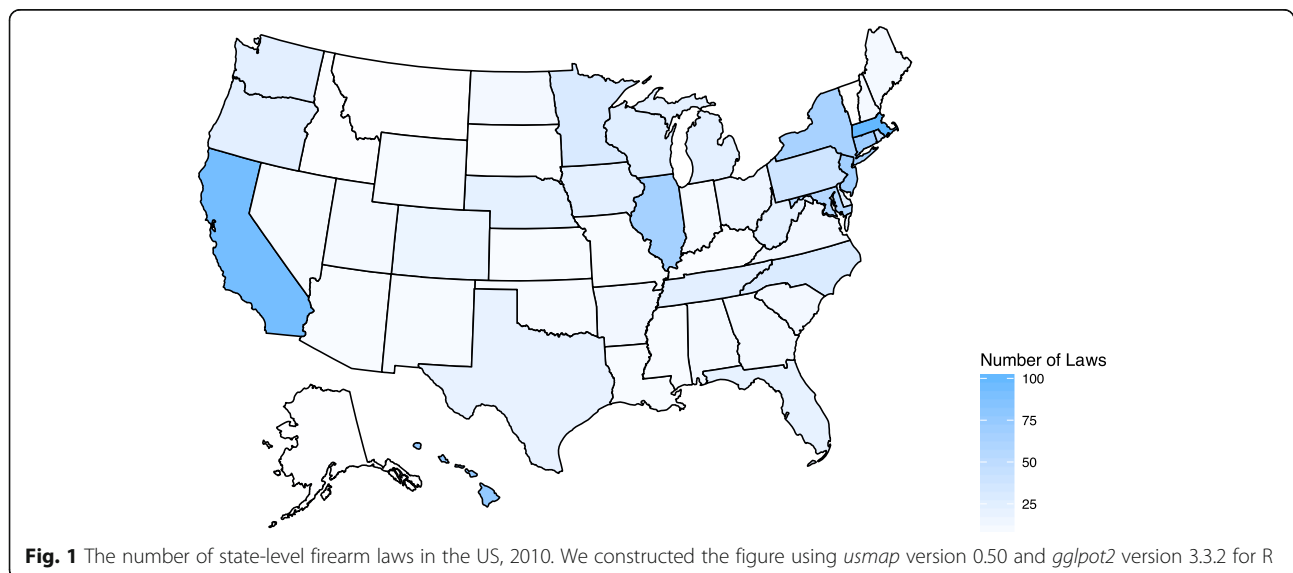 Number of Laws
100
75
50
25
Fig. 1 The number of state-level firearm laws in the US, 2010. We constructed the figure using usmap version 0.50 and gglpot2 version 3.3.2 for R